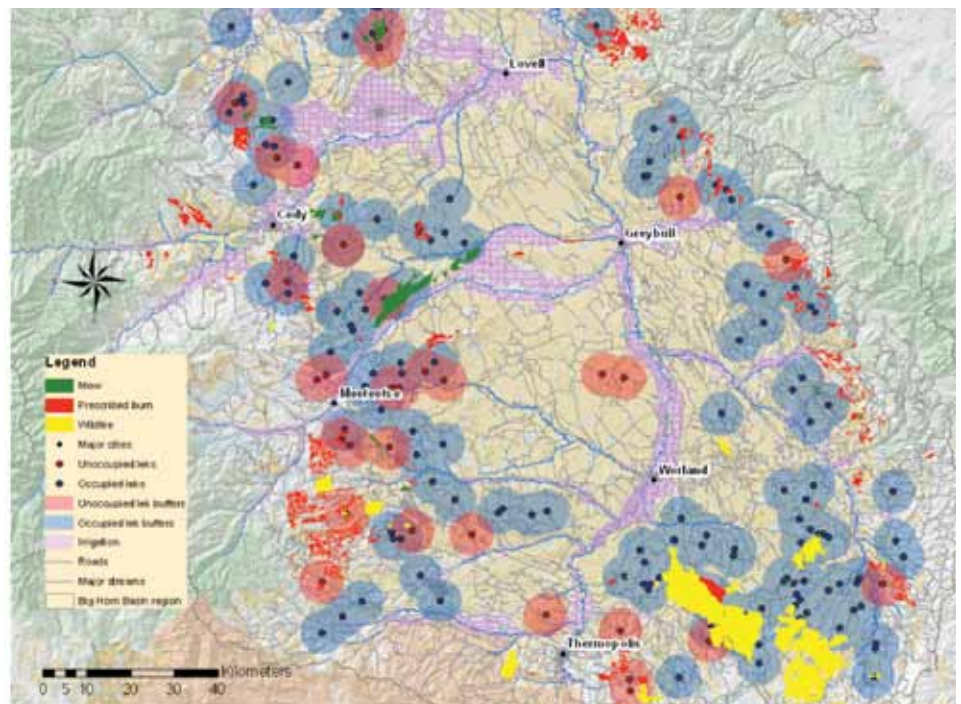 Lovell
Cody
Greybull
Legend
Mow
Prescribed burn
Wildfire
Major cities
Unoccupied leks
Occupied leks
Unoccupied lek buffers
Occupied lek buffers
Irrigation
Roads
Major streams
Big Horn Basin region
Meeteetse
Worland
Thermopolis
Kilometers
0 5 10 20 30 40